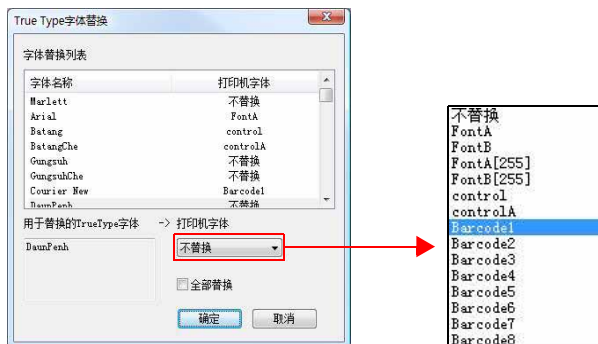 True Type字体替换
字体替换列表
字体名称 打印机字体
Marlett 不替换
Arial FontA
Batang control
BatangChe controlA
Gungsuh 不替换
GungsuhChe 不替换
Courier New Barcode1
DaunPenh 不替换
用于替换的TrueType字体 -> 打印机字体
DaunPenh 不替换
全部替换
确定 取消
不替换
FontA
FontB
FontA[255]
FontB[255]
control
controlA
Barcode1
Barcode2
Barcode3
Barcode4
Barcode5
Barcode6
Barcode7
Barcode8